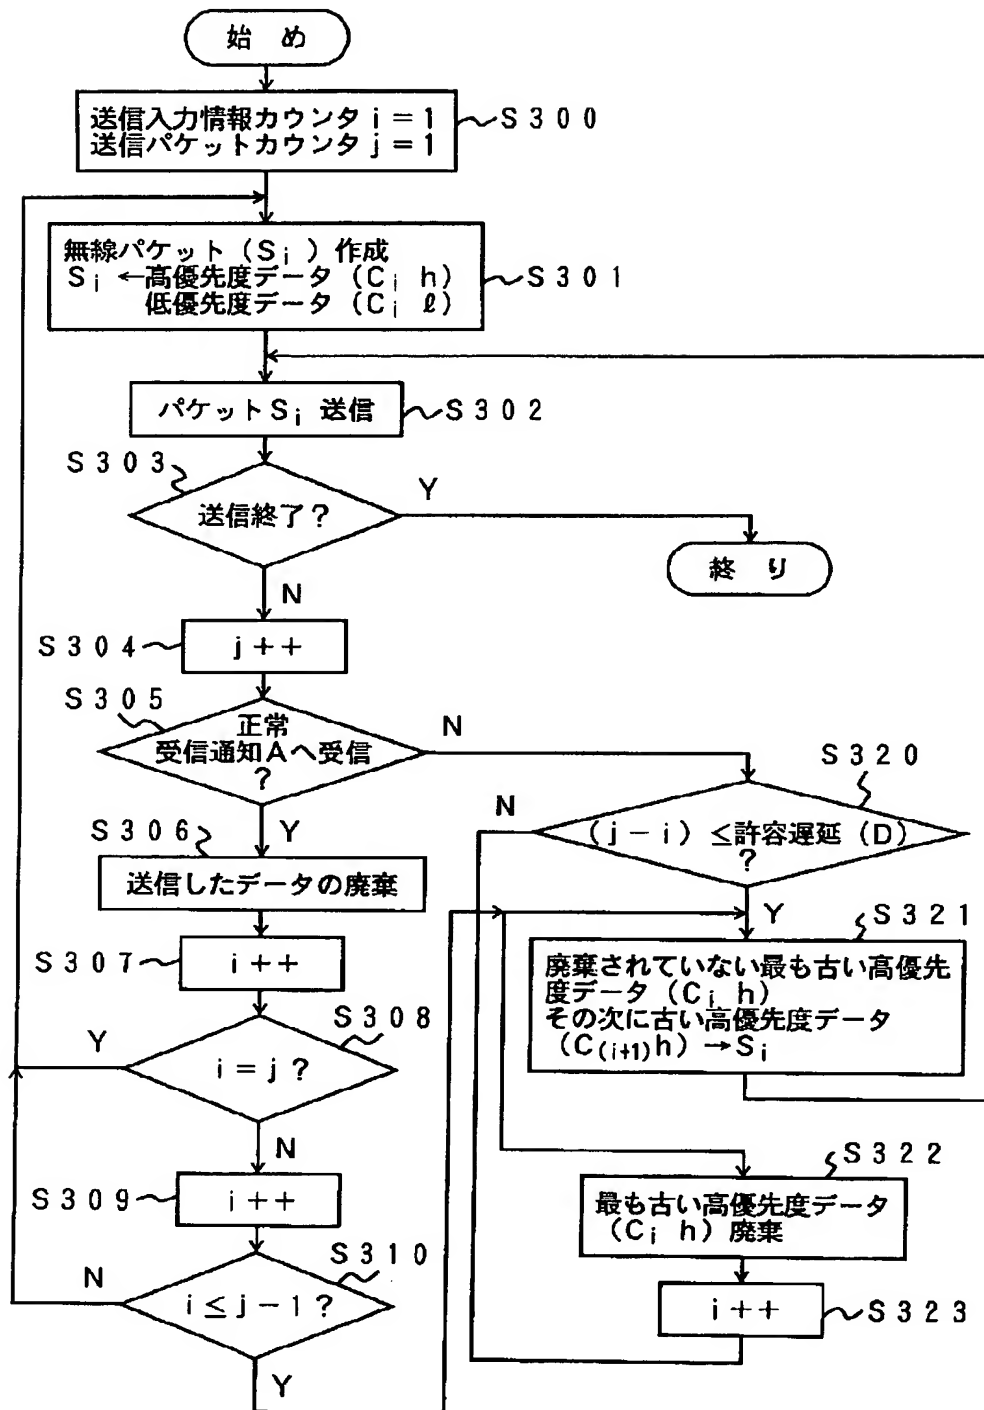 始 め
送信入力情報カウンタ i = 1
送信パケットカウンタ j = 1
S300
無線パケット (Si) 作成
Si ←高優先度データ (Ci h)
低優先度データ (Ci ℓ)
S301
パケットSi 送信
S302
S303
送信終了?
Y
終 り
N
S304
j++
S305
正常
受信通知Aへ受信
?
N
Y
S306
送信したデータの廃棄
S307
i++
S308
i=j?
Y
N
S309
i++
S310
i≤j-1?
N
Y
S320
(j-i) ≤許容遅延 (D)
?
N
Y
S321
廃棄されていない最も古い高優先
度データ (Ci h)
その次に古い高優先度データ
(C(i+1)h) →Si
S322
最も古い高優先度データ
(Ci h) 廃棄
i++
S323